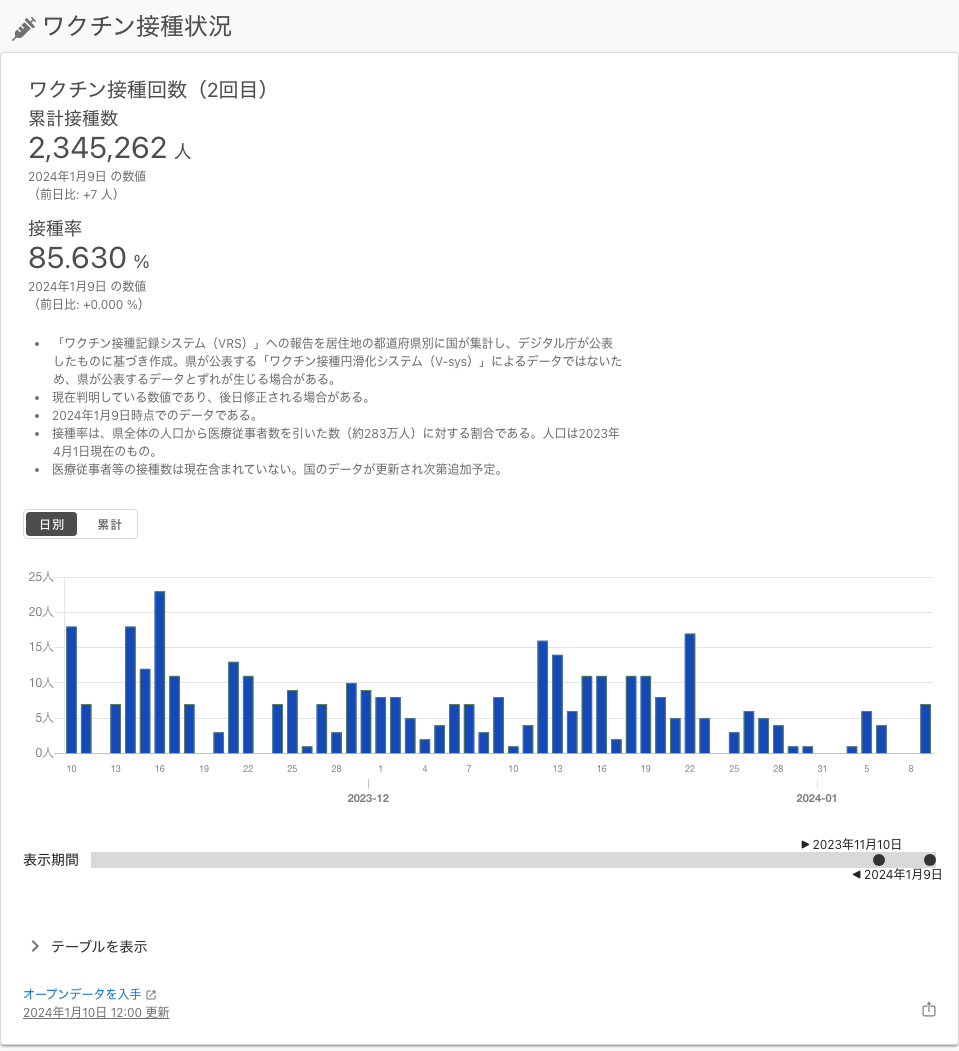 ワクチン接種状況
ワクチン接種回数（2回目）
累計接種数
2,345,262 人
2024年1月9日 の数値
（前日比: +7 人）
接種率
85.630 %
2024年1月9日 の数値
（前日比: +0.000 %）
• 「ワクチン接種記録システム（VRS）」への報告を居住地の都道府県別に国が集計し、デジタル庁が公表
したものに基づき作成。県が公表する「ワクチン接種円滑化システム（V-sys）」によるデータではないた
め、県が公表するデータとずれが生じる場合がある。
• 現在判明している数値であり、後日修正される場合がある。
• 2024年1月9日時点でのデータである。
• 接種率は、県全体の人口から医療従事者数を引いた数（約283万人）に対する割合である。人口は2023年
4月1日現在のもの。
• 医療従事者等の接種数は現在含まれていない。国のデータが更新され次第追加予定。
日別 累計
25人
20人
15人
10人
5人
0人
10 13 16 19 22 25 28 1 4 7 10 13 16 19 22 25 28 31 5 8
2023-12 2024-01
▶ 2023年11月10日
表示期間
◀ 2024年1月9日
テーブルを表示
オープンデータを入手
2024年1月10日 12:00 更新